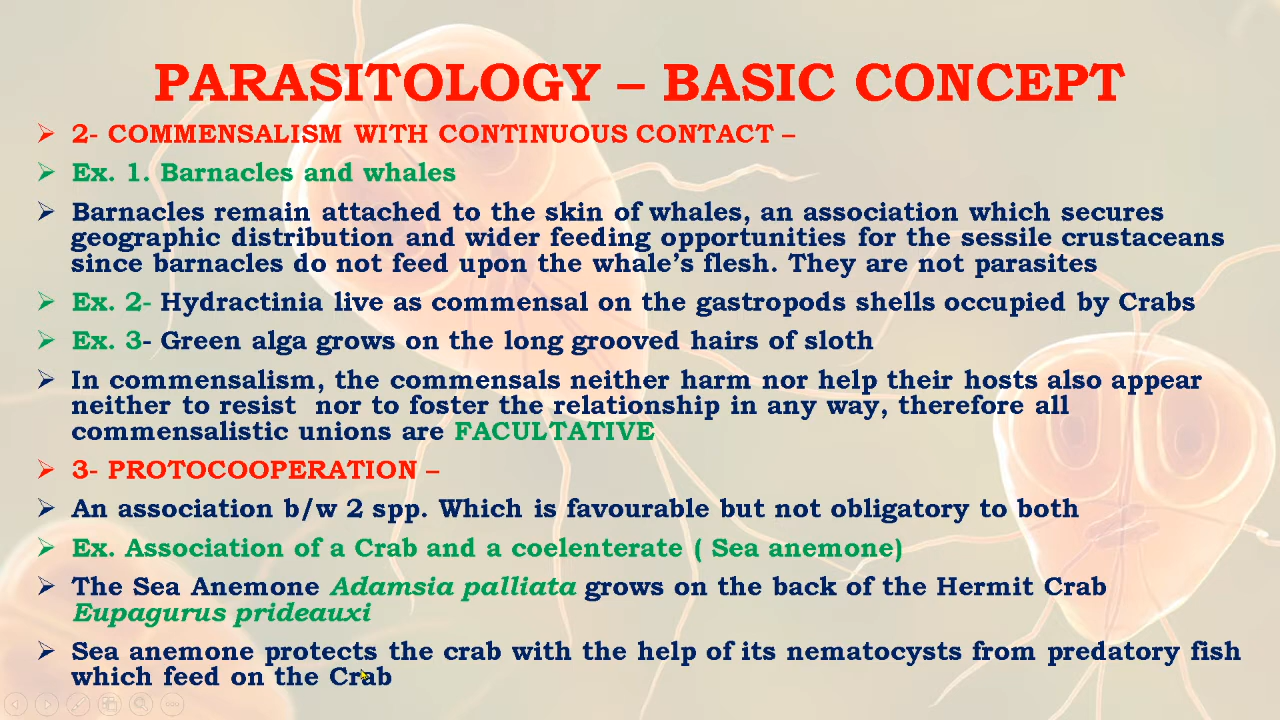 PARASITOLOGY – BASIC CONCEPT
➢ 2- COMMENSALISM WITH CONTINUOUS CONTACT –
➢ Ex. 1. Barnacles and whales
➢ Barnacles remain attached to the skin of whales, an association which secures
geographic distribution and wider feeding opportunities for the sessile crustaceans
since barnacles do not feed upon the whale’s flesh. They are not parasites
➢ Ex. 2- Hydractinia live as commensal on the gastropods shells occupied by Crabs
➢ Ex. 3- Green alga grows on the long grooved hairs of sloth
➢ In commensalism, the commensals neither harm nor help their hosts also appear
neither to resist  nor to foster the relationship in any way, therefore all
commensalistic unions are FACULTATIVE
➢ 3- PROTOCOOPERATION –
➢ An association b/w 2 spp. Which is favourable but not obligatory to both
➢ Ex. Association of a Crab and a coelenterate ( Sea anemone)
➢ The Sea Anemone Adamsia palliata grows on the back of the Hermit Crab
Eupagurus prideauxi
➢ Sea anemone protects the crab with the help of its nematocysts from predatory fish
which feed on the Crab